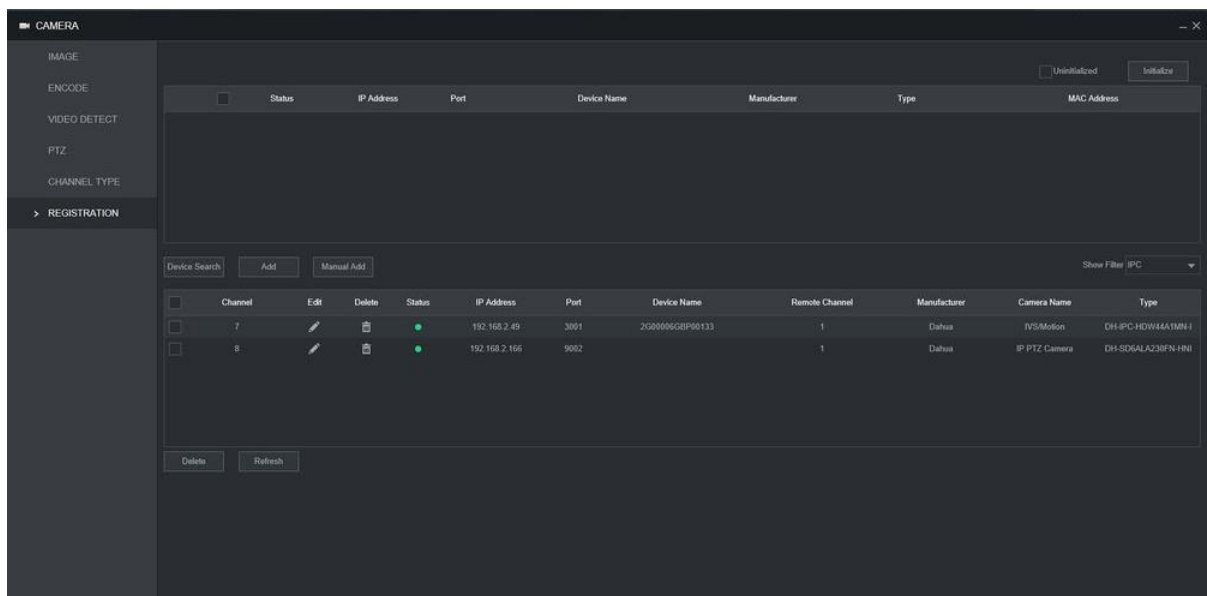 CAMERA
IMAGE
ENCODE
VIDEO DETECT
PTZ
CHANNEL TYPE
> REGISTRATION
Uninitialized Initialize
Status IP Address Port Device Name Manufacturer Type MAC Address
Device Search Add Manual Add Show Filter IPC
Channel Edit Delete Status IP Address Port Device Name Remote Channel Manufacturer Camera Name Type
7 192.168.2.49 3001 2G00006GBP00133 1 Dahua IVS/Motion DH-IPC-HDW44A1MN-I
8 192.168.2.166 9002 1 Dahua IP PTZ Camera DH-SD6ALA230FN-HNI
Delete Refresh